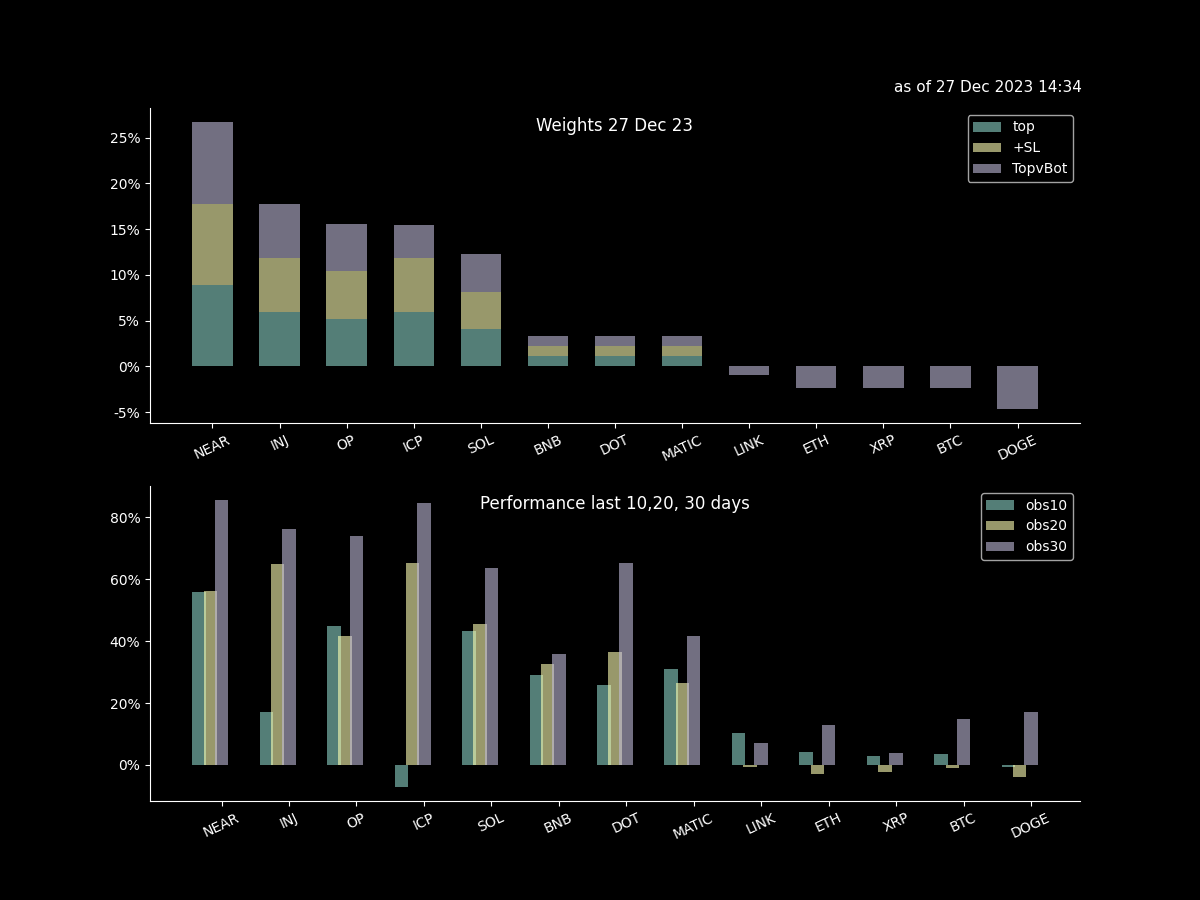 as of 27 Dec 2023 14:34
Weights 27 Dec 23
top
+SL
TopvBot
25%
20%
15%
10%
5%
0%
-5%
NEAR INJ OP ICP SOL BNB DOT MATIC LINK ETH XRP BTC DOGE
Performance last 10,20, 30 days
obs10
obs20
obs30
80%
60%
40%
20%
0%
NEAR INJ OP ICP SOL BNB DOT MATIC LINK ETH XRP BTC DOGE